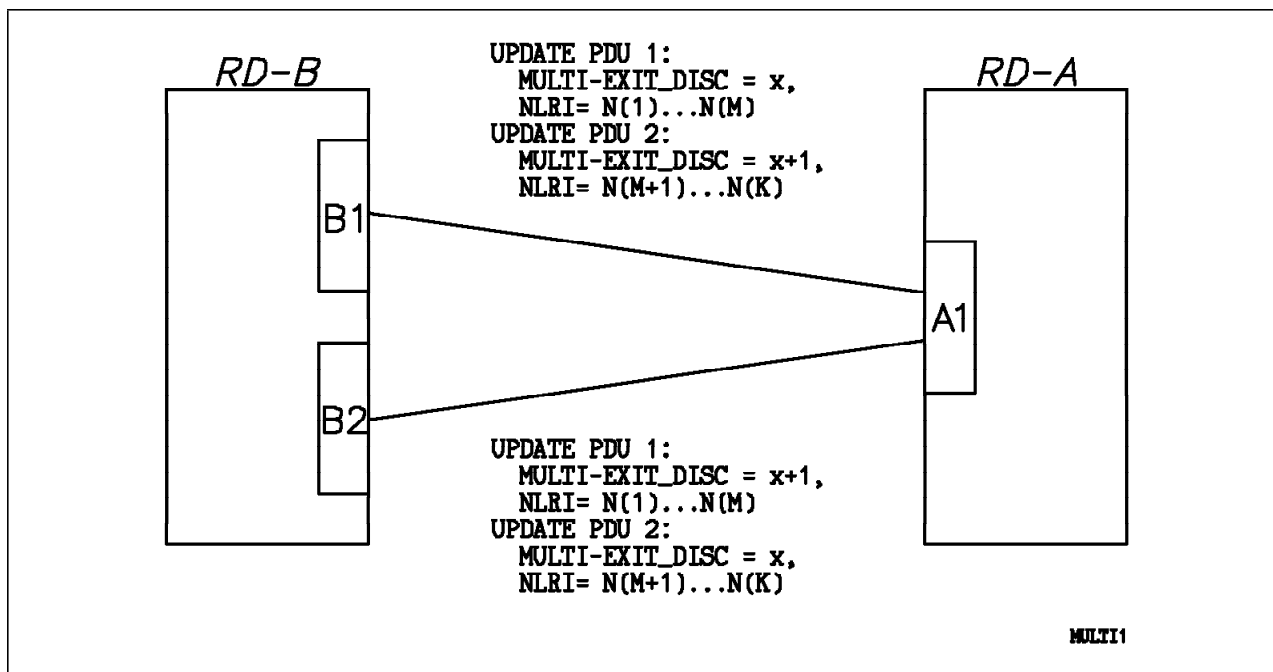 RD-B
RD-A
UPDATE PDU 1:
MULTI-EXIT_DISC = x,
NLRI= N(1)...N(M)
UPDATE PDU 2:
MULTI-EXIT_DISC = x+1,
NLRI= N(M+1)...N(K)
B1
A1
B2
UPDATE PDU 1:
MULTI-EXIT_DISC = x+1,
NLRI= N(1)...N(M)
UPDATE PDU 2:
MULTI-EXIT_DISC = x,
NLRI= N(M+1)...N(K)
MULTI1